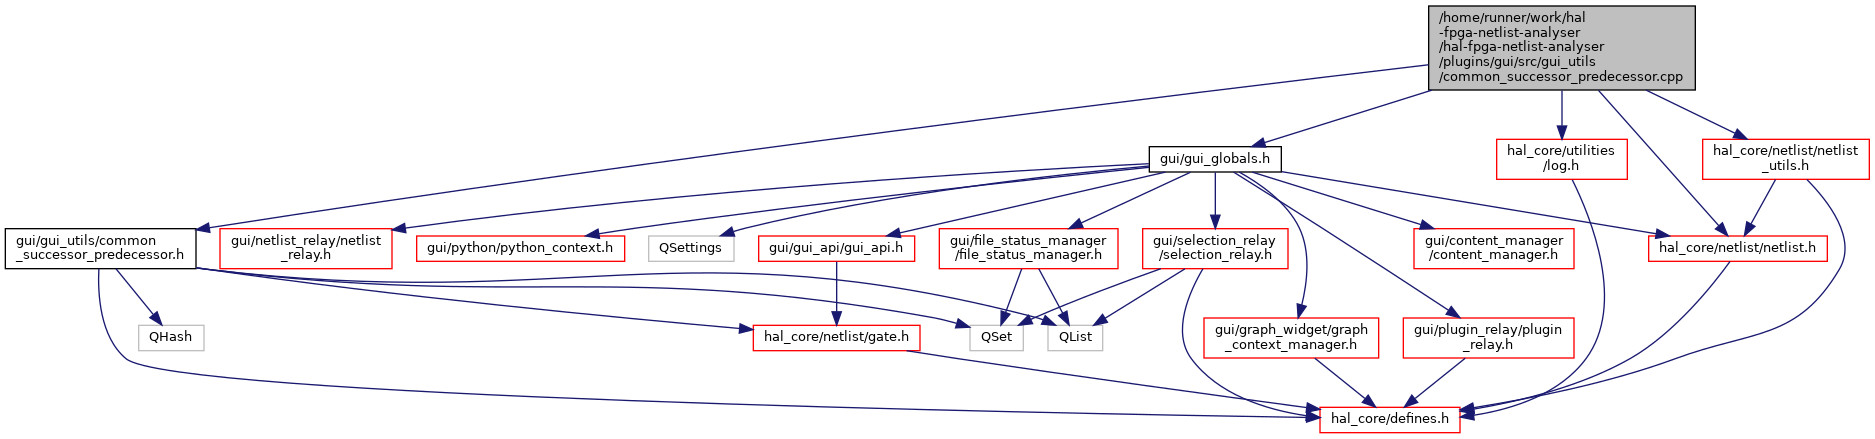 /home/runner/work/hal
-fpga-netlist-analyser
/hal-fpga-netlist-analyser
/plugins/gui/src/gui_utils
/common_successor_predecessor.cpp
gui/gui_globals.h
hal_core/utilities
/log.h
hal_core/netlist/netlist
_utils.h
gui/gui_utils/common
_successor_predecessor.h
gui/netlist_relay/netlist
_relay.h
gui/python/python_context.h
QSettings
gui/gui_api/gui_api.h
gui/file_status_manager
/file_status_manager.h
gui/selection_relay
/selection_relay.h
gui/content_manager
/content_manager.h
hal_core/netlist/netlist.h
QHash
hal_core/netlist/gate.h
QSet
QList
gui/graph_widget/graph
_context_manager.h
gui/plugin_relay/plugin
_relay.h
hal_core/defines.h